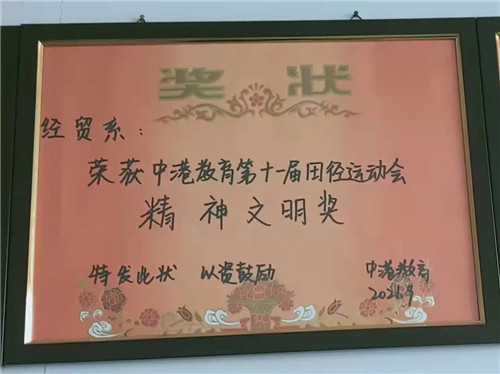 奖状
经贸系：
荣获中港教育第十一届田径运动会
精神文明奖
特发此状 以资鼓励
中港教育